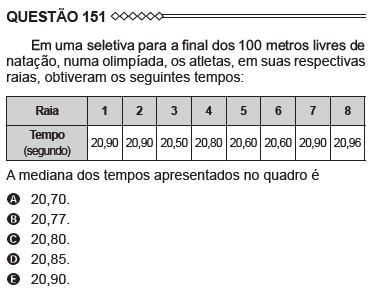 QUESTÃO 151
Em uma seletiva para a final dos 100 metros livres de
natação, numa olimpíada, os atletas, em suas respectivas
raias, obtiveram os seguintes tempos:
Raia 1 2 3 4 5 6 7 8
Tempo
(segundo) 20,90 20,90 20,50 20,80 20,60 20,60 20,90 20,96
A mediana dos tempos apresentados no quadro é
A 20,70.
B 20,77.
C 20,80.
D 20,85.
E 20,90.